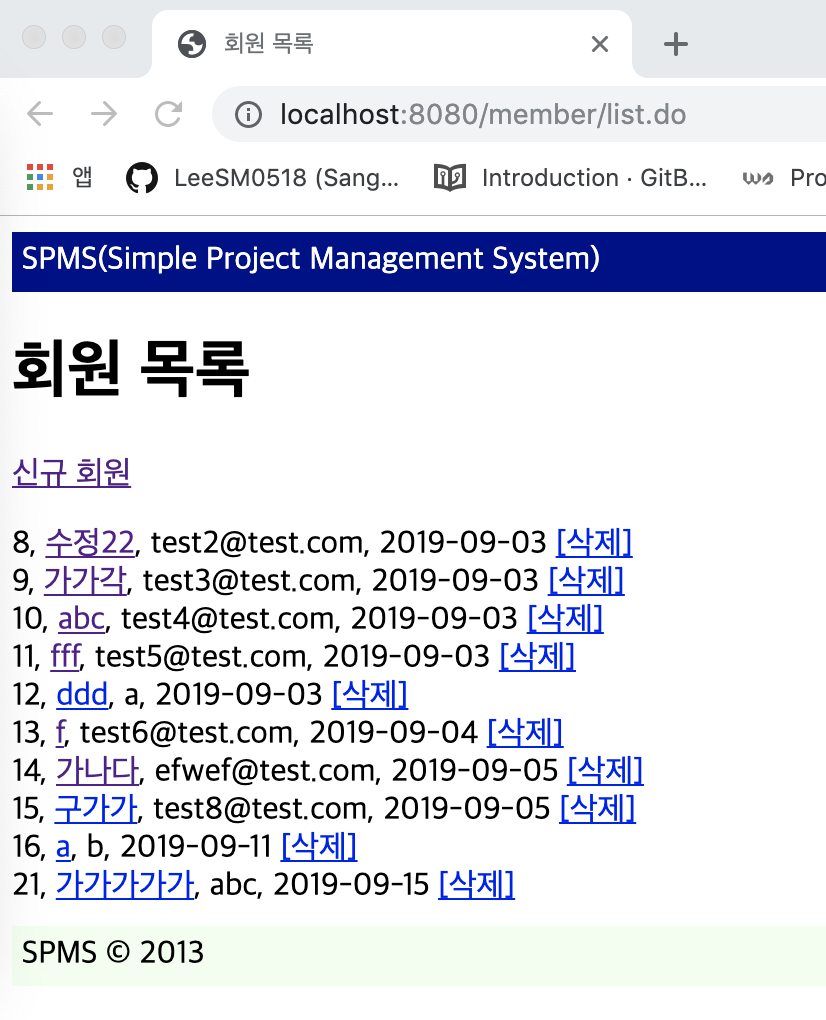 회원 목록
localhost:8080/member/list.do
앱 LeeSM0518 (Sang... Introduction · GitB... Pro
SPMS(Simple Project Management System)
회원 목록
신규 회원
8, 수정22, test2@test.com, 2019-09-03 [삭제]
9, 가가각, test3@test.com, 2019-09-03 [삭제]
10, abc, test4@test.com, 2019-09-03 [삭제]
11, fff, test5@test.com, 2019-09-03 [삭제]
12, ddd, a, 2019-09-03 [삭제]
13, f, test6@test.com, 2019-09-04 [삭제]
14, 가나다, efwef@test.com, 2019-09-05 [삭제]
15, 구가가, test8@test.com, 2019-09-05 [삭제]
16, a, b, 2019-09-11 [삭제]
21, 가가가가가, abc, 2019-09-15 [삭제]
SPMS © 2013